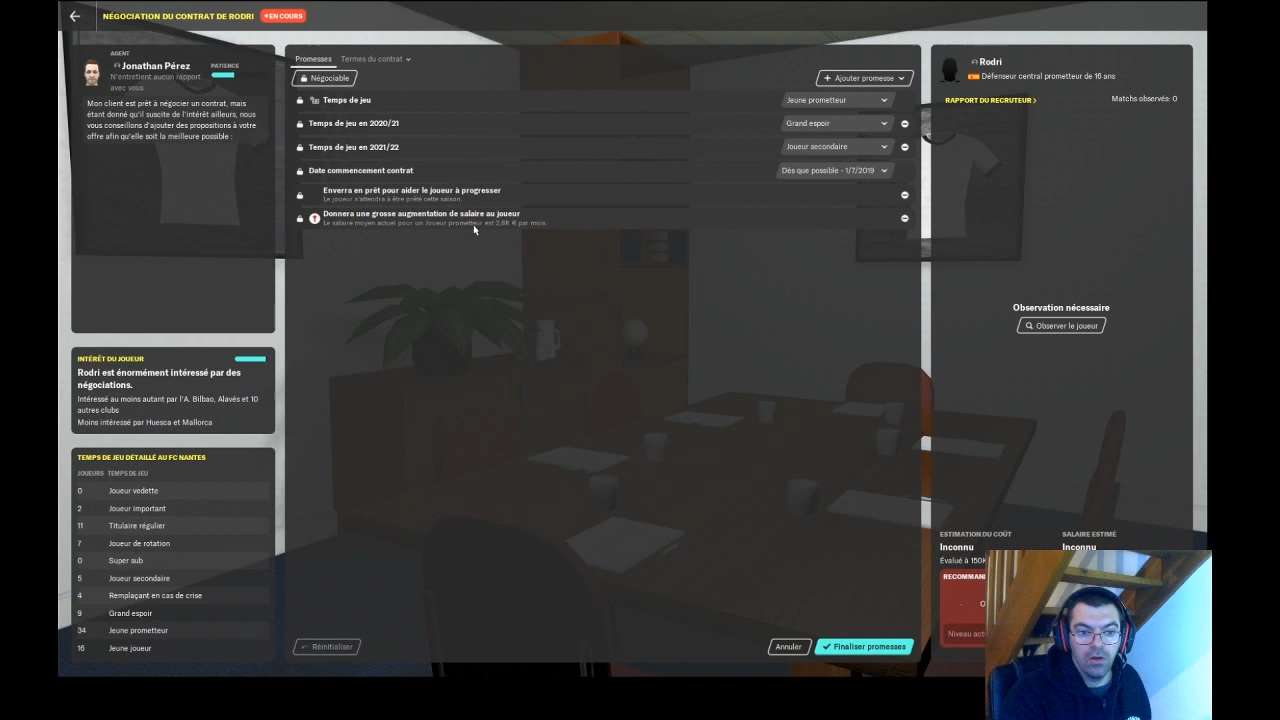 NÉGOCIATION DU CONTRAT DE RODRI
EN COURS
AGENT
Jonathan Pérez
N'entretient aucun rapport
avec vous
PATIENCE
Mon client est prêt à négocier un contrat, mais
étant donné qu'il suscite de l'intérêt ailleurs, nous
vous conseillons d'ajouter des propositions à votre
offre afin qu'elle soit la meilleure possible :
INTÉRÊT DU JOUEUR
Rodri est énormément intéressé par des
négociations.
Intéressé au moins autant par l'A. Bilbao, Alavés et 10
autres clubs
Moins intéressé par Huesca et Mallorca
TEMPS DE JEU DÉTAILLÉ AU FC NANTES
JOUEURS TEMPS DE JEU
0 Joueur vedette
2 Joueur important
11 Titulaire régulier
7 Joueur de rotation
0 Super sub
5 Joueur secondaire
4 Remplaçant en cas de crise
9 Grand espoir
34 Jeune prometteur
16 Jeune joueur
Promesses Termes du contrat
Négociable
Ajouter promesse
Temps de jeu Jeune prometteur
Temps de jeu en 2020/21 Grand espoir
Temps de jeu en 2021/22 Joueur secondaire
Date commencement contrat Dès que possible - 1/7/2019
Enverra en prêt pour aider le joueur à progresser
Le joueur s'attendra à être prêté cette saison.
Donnera une grosse augmentation de salaire au joueur
Le salaire moyen actuel pour un Joueur prometteur est 2,6K € par mois.
Réinitialiser
Annuler
Finaliser promesses
Rodri
Défenseur central prometteur de 16 ans
RAPPORT DU RECRUTEUR >
Matchs observés: 0
Observation nécessaire
Observer le joueur
ESTIMATION DU COÛT SALAIRE ESTIMÉ
Inconnu Inconnu
Évalué à 150K
RECOMMAN
- 0
Niveau act